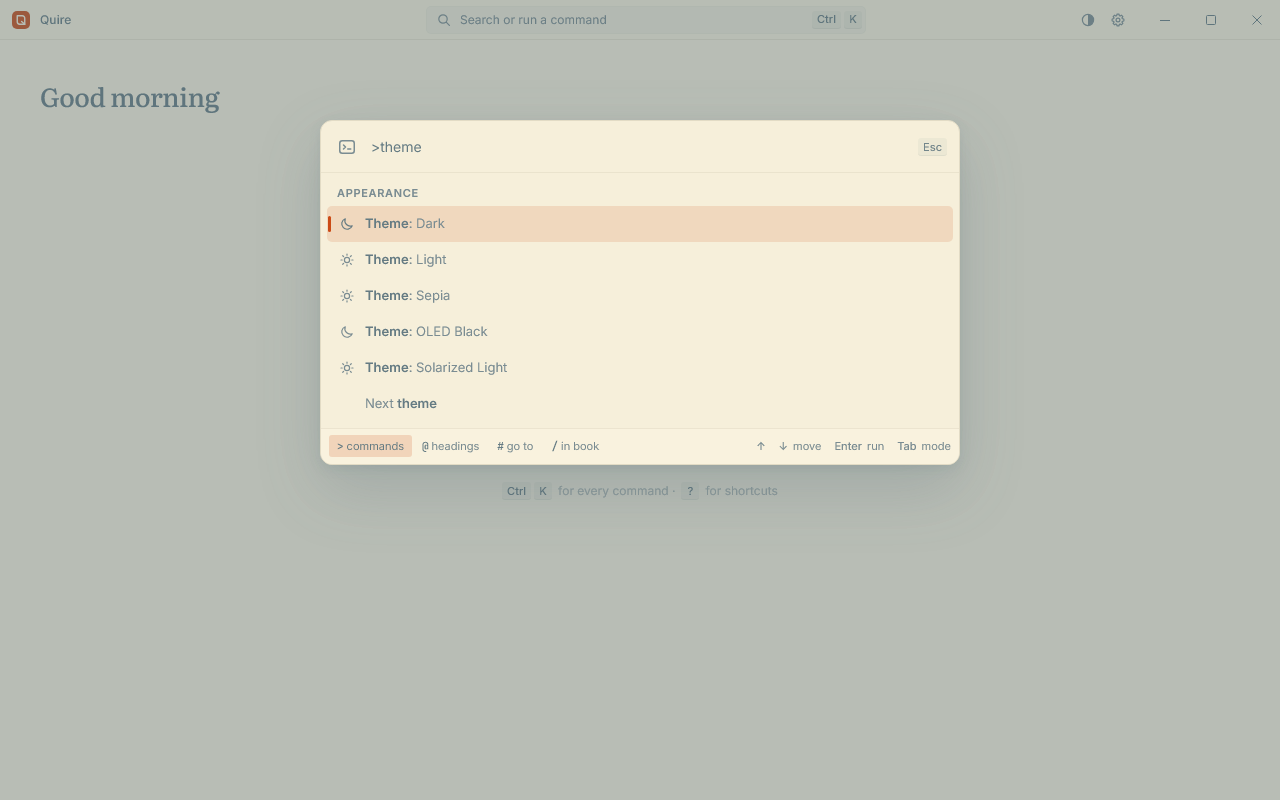 Quire
Search or run a command Ctrl K
Good morning
>theme Esc
APPEARANCE
Theme: Dark
Theme: Light
Theme: Sepia
Theme: OLED Black
Theme: Solarized Light
Next theme
> commands @ headings # go to / in book ↑ ↓ move Enter run Tab mode
Ctrl K for every command · ? for shortcuts